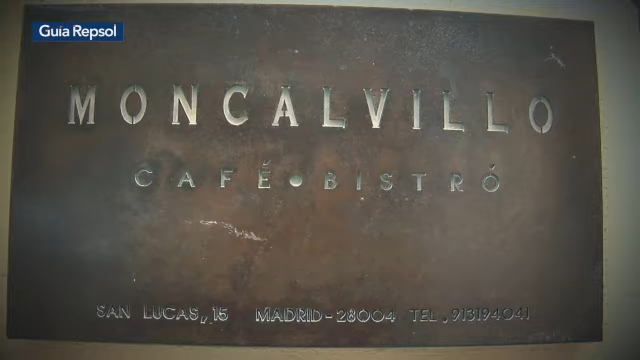 Guía Repsol
MONCALVILLO
CAFÉ • BISTRÓ
SAN LUCAS, 15 MADRID - 28004 TEL. 913194041